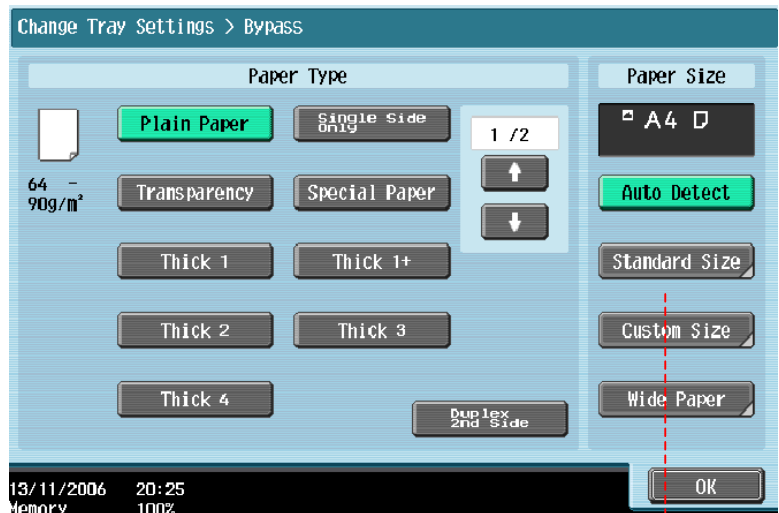 Change Tray Settings > Bypass
Paper Type
Paper Size
Plain Paper
Single Side
Only
1 /2
A4
64 -
90g/m²
Transparency
Special Paper
Auto Detect
Thick 1
Thick 1+
Standard Size
Thick 2
Thick 3
Custom Size
Thick 4
Duplex
2nd Side
Wide Paper
13/11/2006 20:25
Memory 100%
OK